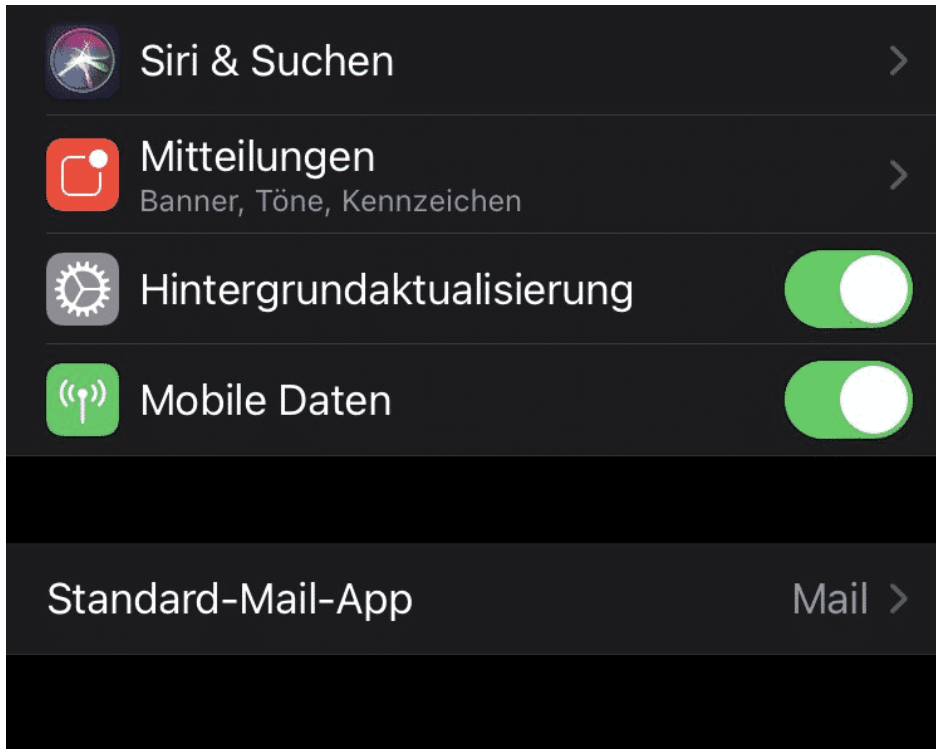 Siri & Suchen
Mitteilungen
Banner, Töne, Kennzeichen
Hintergrundaktualisierung
Mobile Daten
Standard-Mail-App Mail